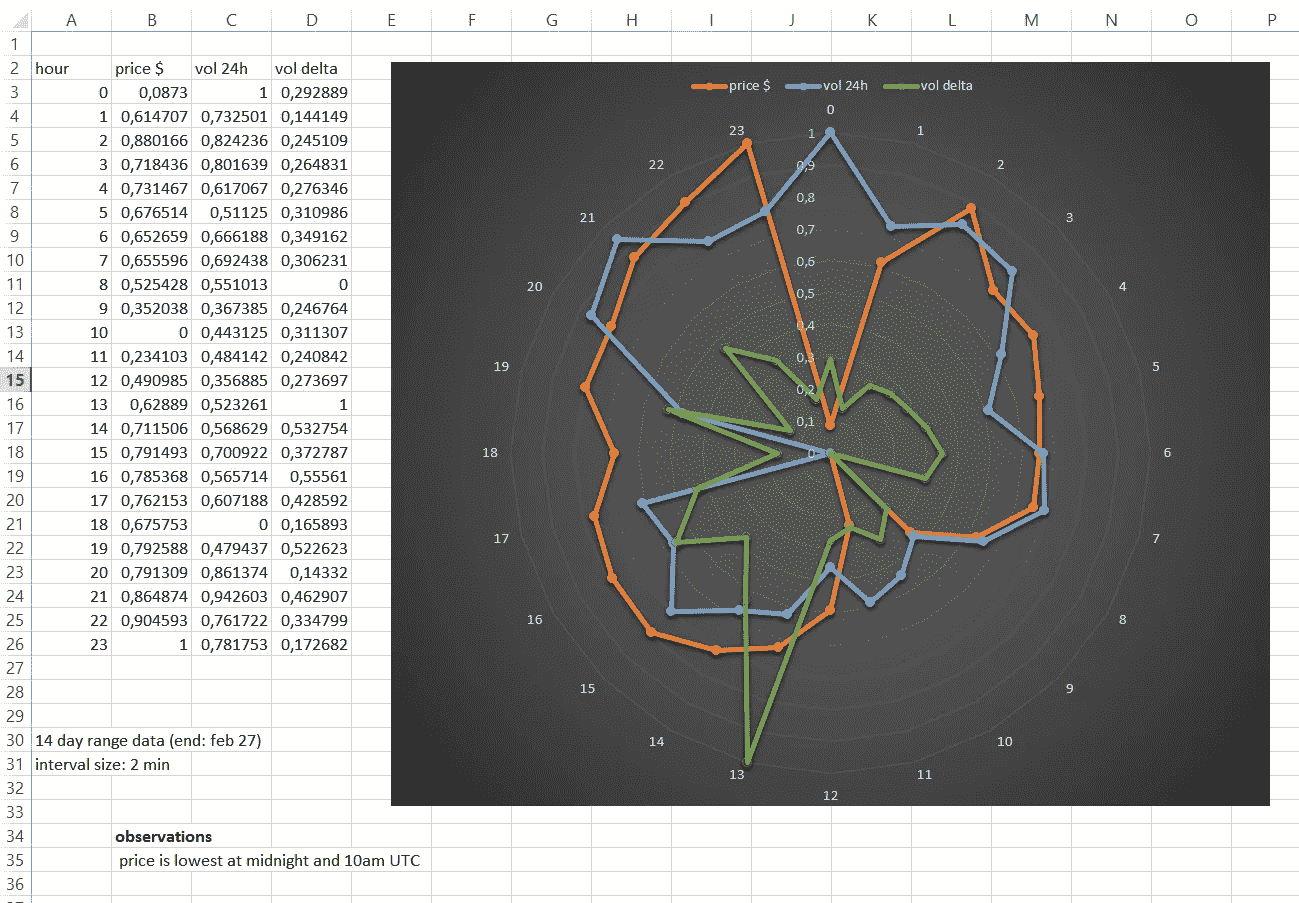 A B C D E F G H I J K L M N O P
1
2 hour price $ vol 24h vol delta
3 0 0,0873 1 0,292889
4 1 0,614707 0,732501 0,144149
5 2 0,880166 0,824236 0,245109
6 3 0,718436 0,801639 0,264831
7 4 0,731467 0,617067 0,276346
8 5 0,676514 0,51125 0,310986
9 6 0,652659 0,666188 0,349162
10 7 0,655596 0,692438 0,306231
11 8 0,525428 0,551013 0
12 9 0,352038 0,367385 0,246764
13 10 0 0,443125 0,311307
14 11 0,234103 0,484142 0,240842
15 12 0,490985 0,356885 0,273697
16 13 0,62889 0,523261 1
17 14 0,711506 0,568629 0,532754
18 15 0,791493 0,700922 0,372787
19 16 0,785368 0,565714 0,55561
20 17 0,762153 0,607188 0,428592
21 18 0,675753 0 0,165893
22 19 0,792588 0,479437 0,522623
23 20 0,791309 0,861374 0,14332
24 21 0,864874 0,942603 0,462907
25 22 0,904593 0,761722 0,334799
26 23 1 0,781753 0,172682
27
28
29
30 14 day range data (end: feb 27)
31 interval size: 2 min
32
33
34 observations
35 price is lowest at midnight and 10am UTC
36
price $ vol 24h vol delta
0
1
2
3
4
5
6
7
8
9
10
11
12
13
14
15
16
17
18
19
20
21
22
23
1
0,9
0,8
0,7
0,6
0,5
0,4
0,3
0,2
0,1
0